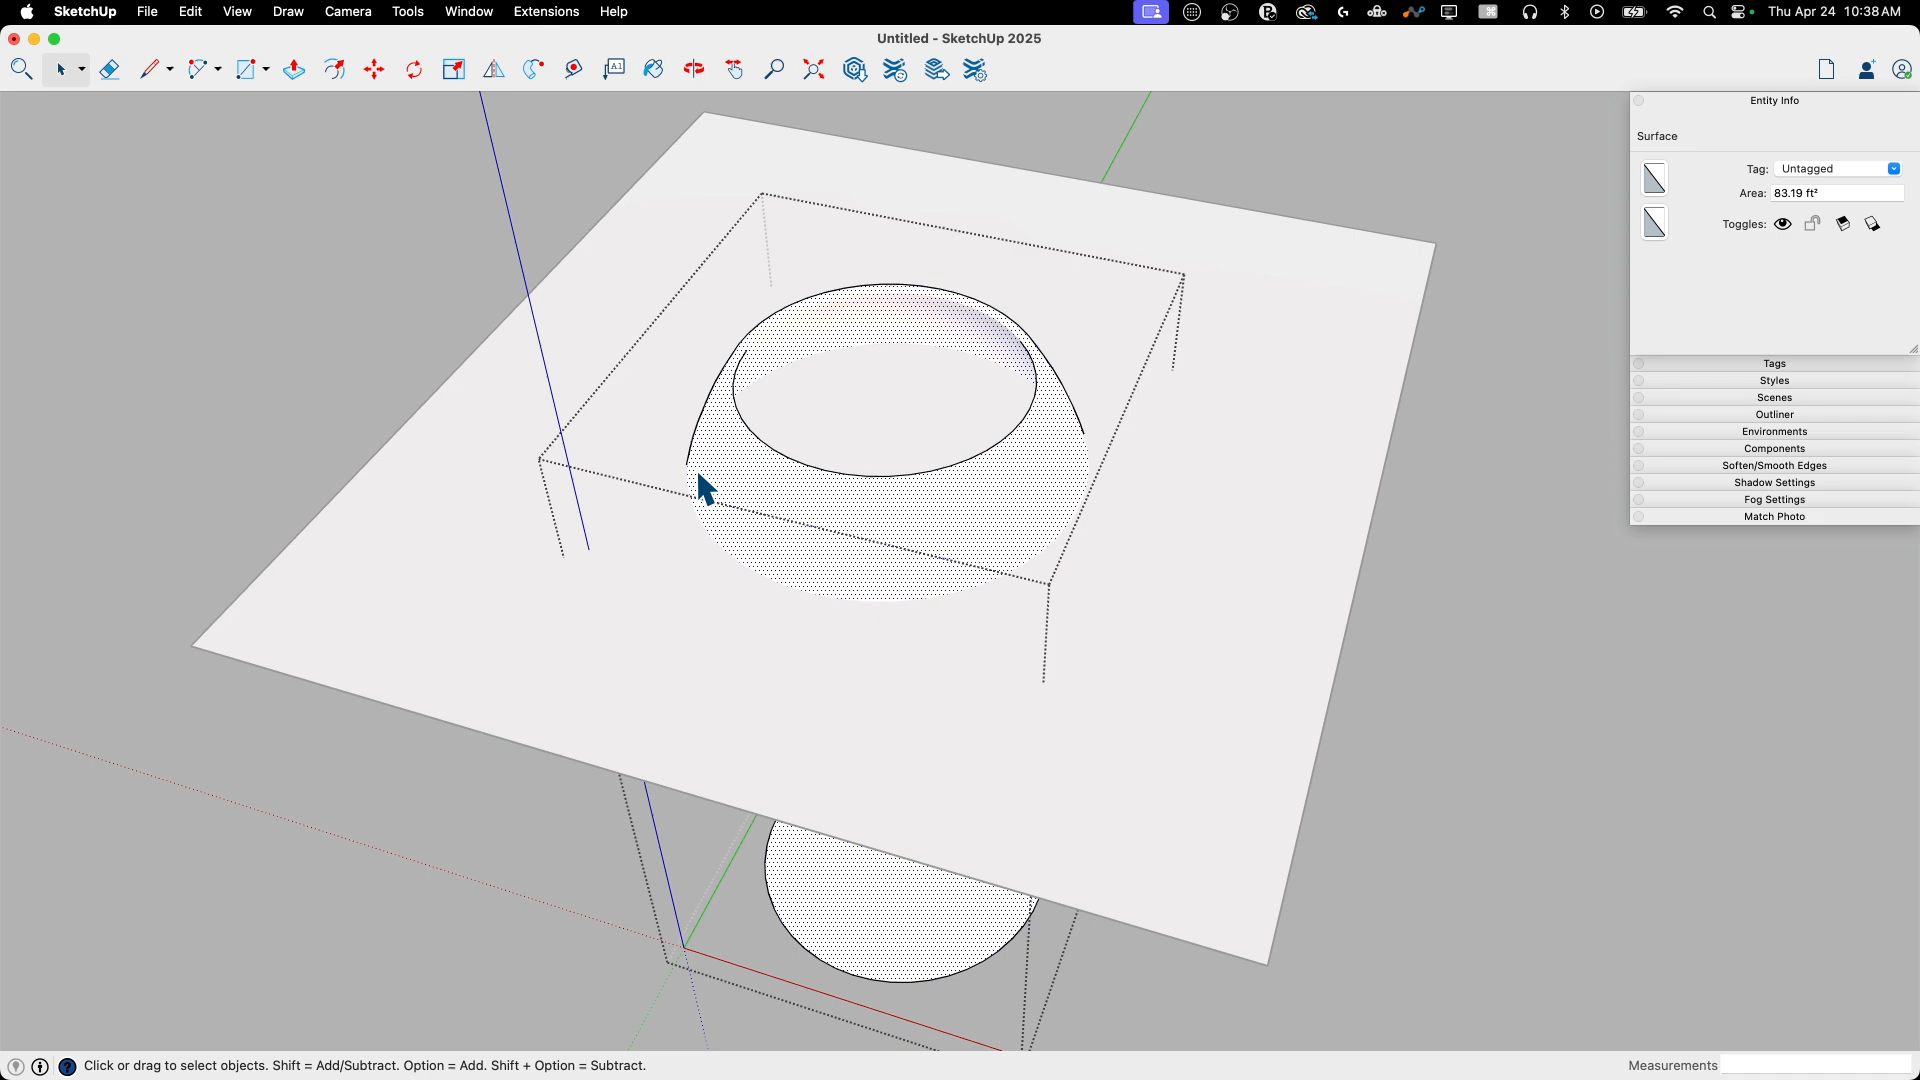 SketchUp File Edit View Draw Camera Tools Window Extensions Help
Thu Apr 24 10:38 AM
Untitled - SketchUp 2025
A1
Entity Info
Surface
Tag: Untagged
Area: 83.19 ft²
Toggles:
Tags
Styles
Scenes
Outliner
Environments
Components
Soften/Smooth Edges
Shadow Settings
Fog Settings
Match Photo
Click or drag to select objects. Shift = Add/Subtract. Option = Add. Shift + Option = Subtract.
Measurements